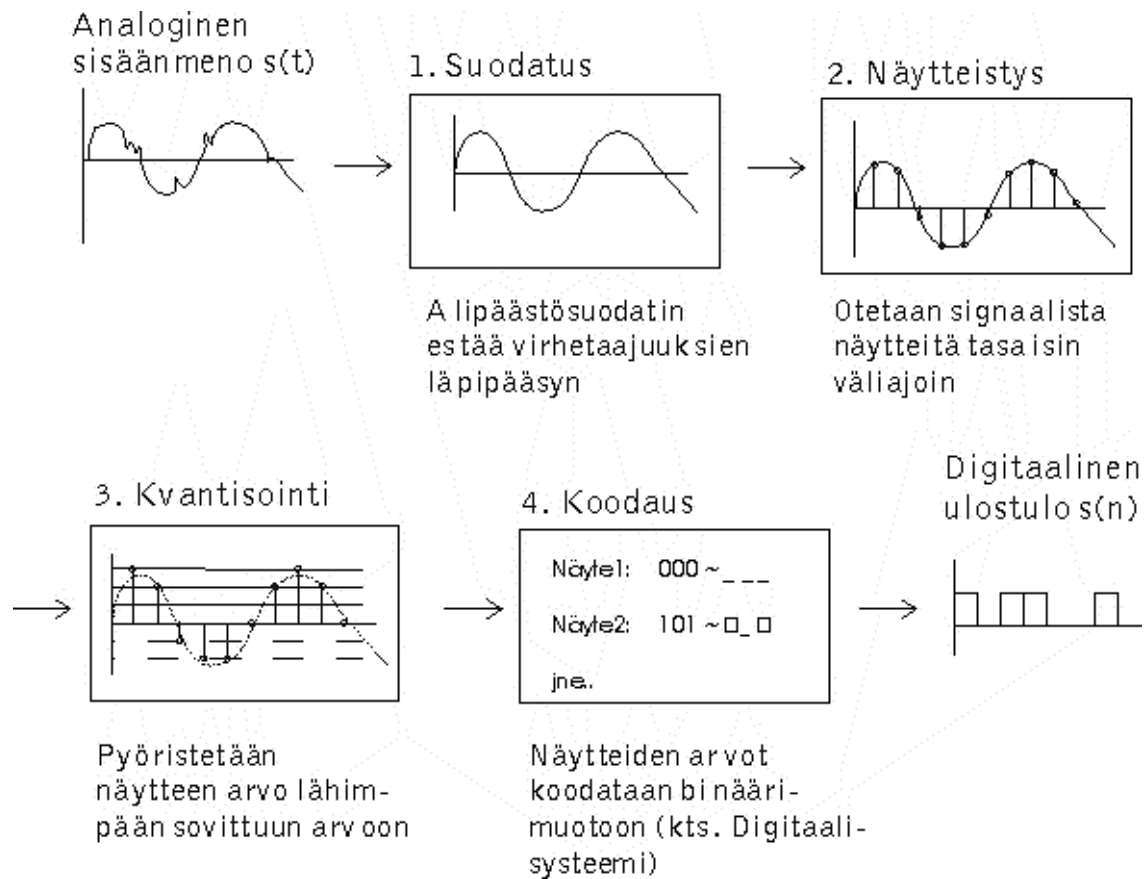 Analoginen
sisäänmeno s(t)
1. Suodatus
2. Näytteistys
Alipäästösuodatin
estää virhetaajuuksien
läpipääsyn
Otetaan signaalista
näytteitä tasaisin
väliajoin
3. Kvantisointi
4. Koodaus
Digitaalinen
ulostulo s(n)
Näyte1: 000 ~ _ _ _
Näyte2: 101 ~ □_□
jne..
Pyöristetään
näytteen arvo lähim-
pään sovittuun arvoon
Näytteiden arvot
koodataan binääri-
muotoon (kts. Digitaali-
systeemi)